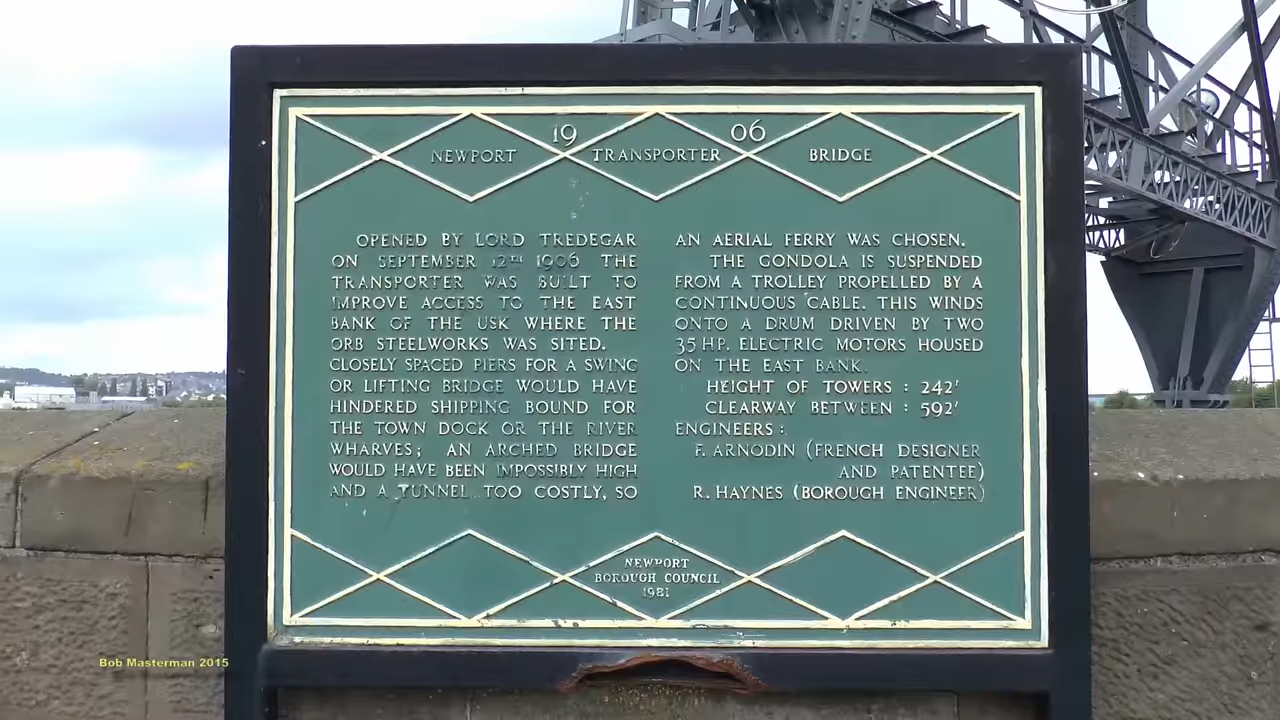 19 06
NEWPORT TRANSPORTER BRIDGE
OPENED BY LORD TREDEGAR
ON SEPTEMBER 12TH 1906 THE
TRANSPORTER WAS BUILT TO
IMPROVE ACCESS TO THE EAST
BANK OF THE USK WHERE THE
ORB STEELWORKS WAS SITED.
CLOSELY SPACED PIERS FOR A SWING
OR LIFTING BRIDGE WOULD HAVE
HINDERED SHIPPING BOUND FOR
THE TOWN DOCK OR THE RIVER
WHARVES; AN ARCHED BRIDGE
WOULD HAVE BEEN IMPOSSIBLY HIGH
AND A TUNNEL TOO COSTLY, SO
AN AERIAL FERRY WAS CHOSEN.
THE GONDOLA IS SUSPENDED
FROM A TROLLEY PROPELLED BY A
CONTINUOUS CABLE. THIS WINDS
ONTO A DRUM DRIVEN BY TWO
35 HP. ELECTRIC MOTORS HOUSED
ON THE EAST BANK.
HEIGHT OF TOWERS : 242'
CLEARWAY BETWEEN : 592'
ENGINEERS :
F. ARNODIN (FRENCH DESIGNER
AND PATENTEE)
R. HAYNES (BOROUGH ENGINEER)
NEWPORT
BOROUGH COUNCIL
1981
Bob Masterman 2015